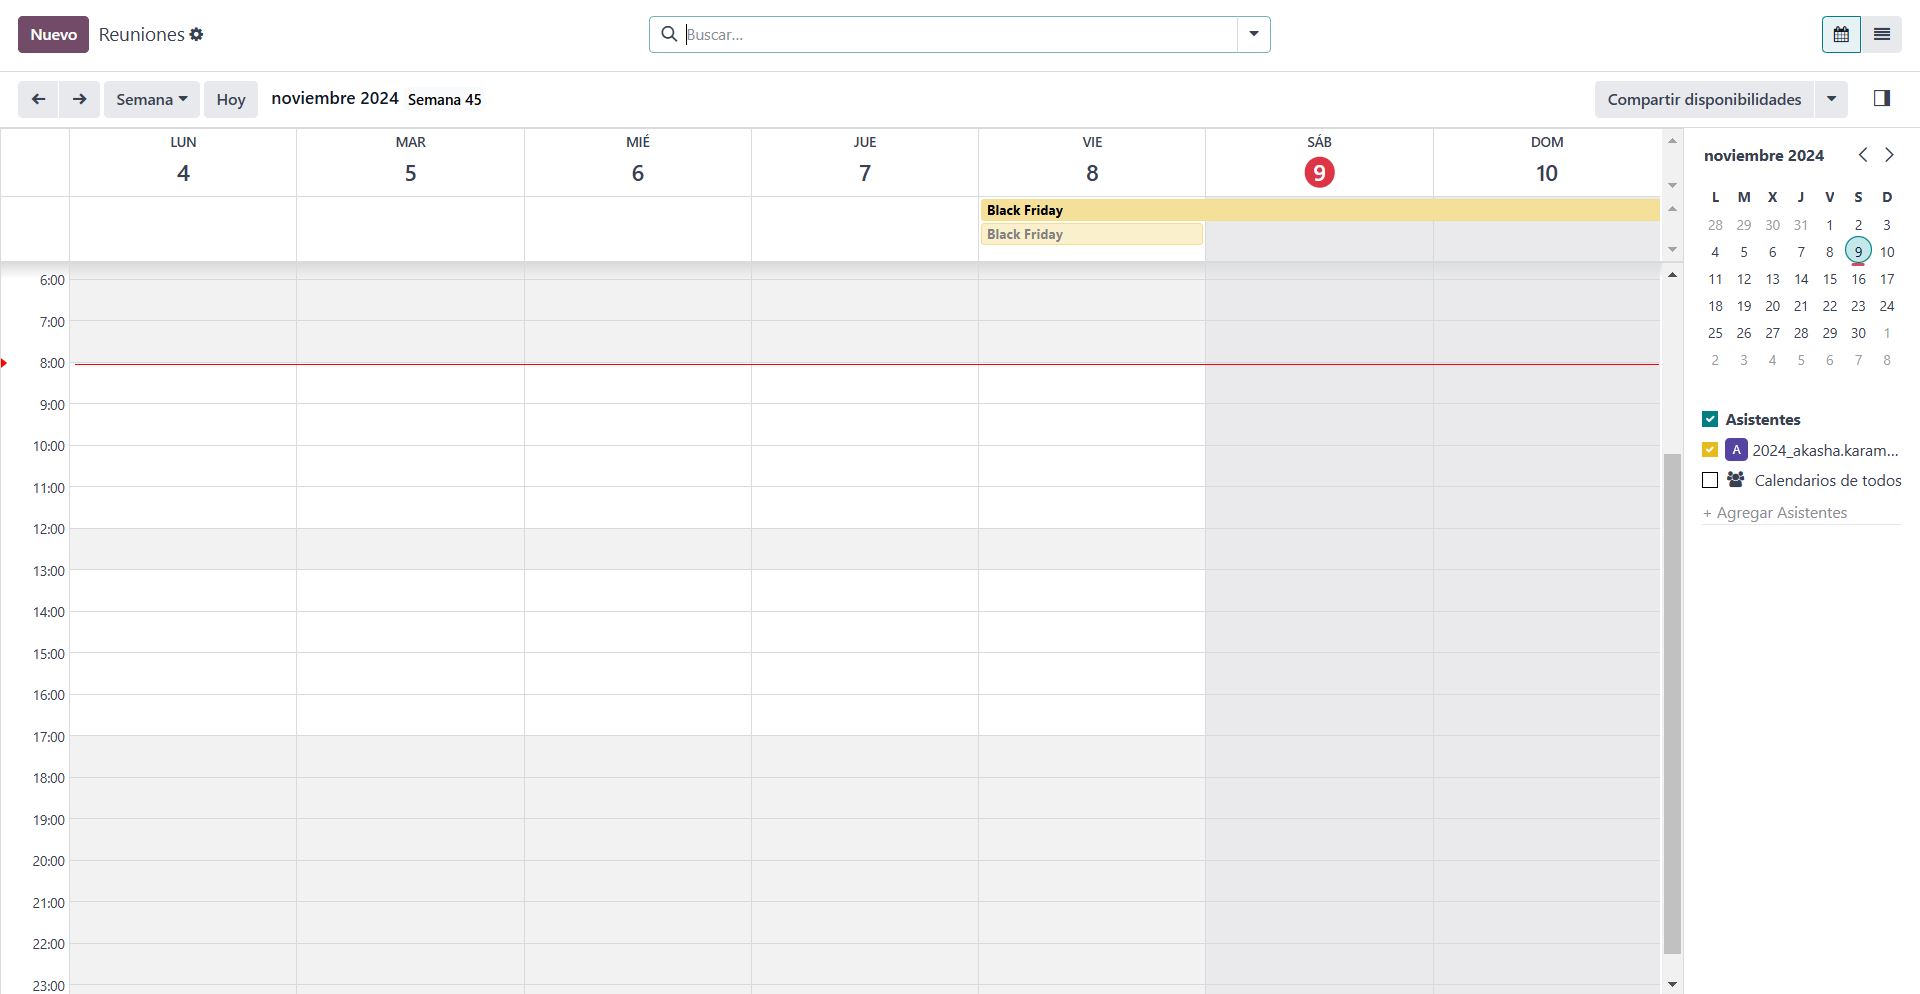 Nuevo Reuniones Buscar...
Semana Hoy noviembre 2024 Semana 45 Compartir disponibilidades
LUN MAR MIÉ JUE VIE SÁB DOM
4 5 6 7 8 9 10
Black Friday
Black Friday
6:00
7:00
8:00
9:00
10:00
11:00
12:00
13:00
14:00
15:00
16:00
17:00
18:00
19:00
20:00
21:00
22:00
23:00
noviembre 2024
L M X J V S D
28 29 30 31 1 2 3
4 5 6 7 8 9 10
11 12 13 14 15 16 17
18 19 20 21 22 23 24
25 26 27 28 29 30 1
2 3 4 5 6 7 8
Asistentes
A 2024_akasha.karam...
Calendarios de todos
+ Agregar Asistentes